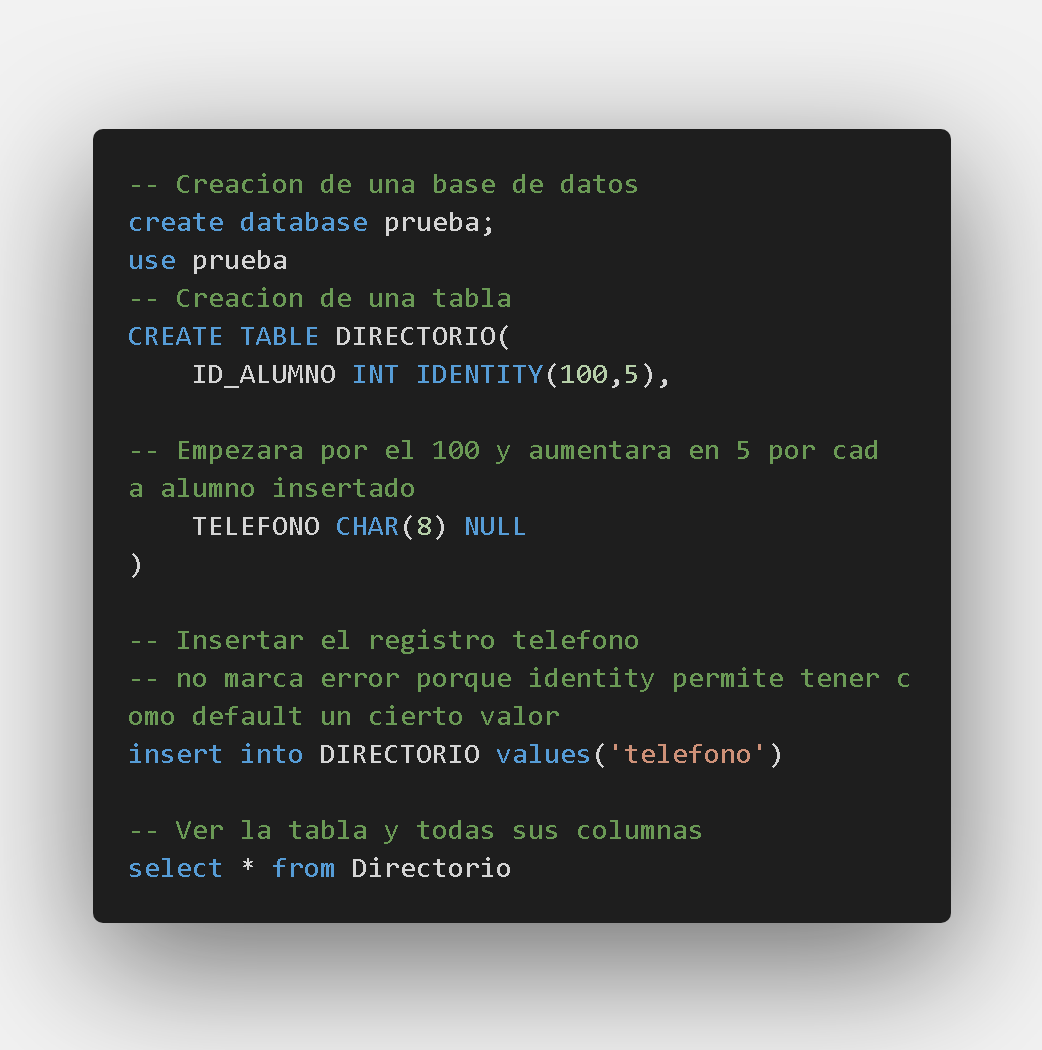 -- Creacion de una base de datos
create database prueba;
use prueba
-- Creacion de una tabla
CREATE TABLE DIRECTORIO(
    ID_ALUMNO INT IDENTITY(100,5),

-- Empezara por el 100 y aumentara en 5 por cad
a alumno insertado
    TELEFONO CHAR(8) NULL
)

-- Insertar el registro telefono
-- no marca error porque identity permite tener c
omo default un cierto valor
insert into DIRECTORIO values('telefono')

-- Ver la tabla y todas sus columnas
select * from Directorio